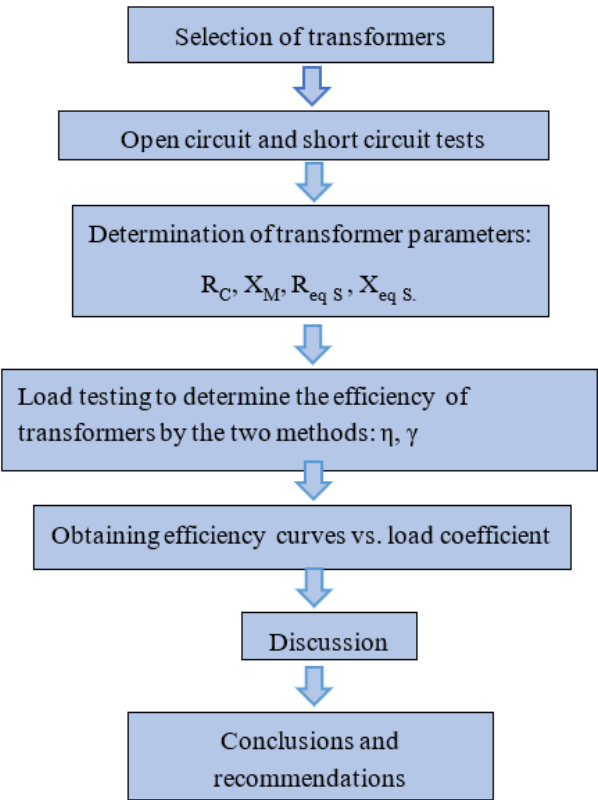 Selection of transformers
Open circuit and short circuit tests
Determination of transformer parameters:
R_C, X_M, R_eq S, X_eq S.
Load testing to determine the efficiency of
transformers by the two methods: η, γ
Obtaining efficiency curves vs. load coefficient
Discussion
Conclusions and
recommendations